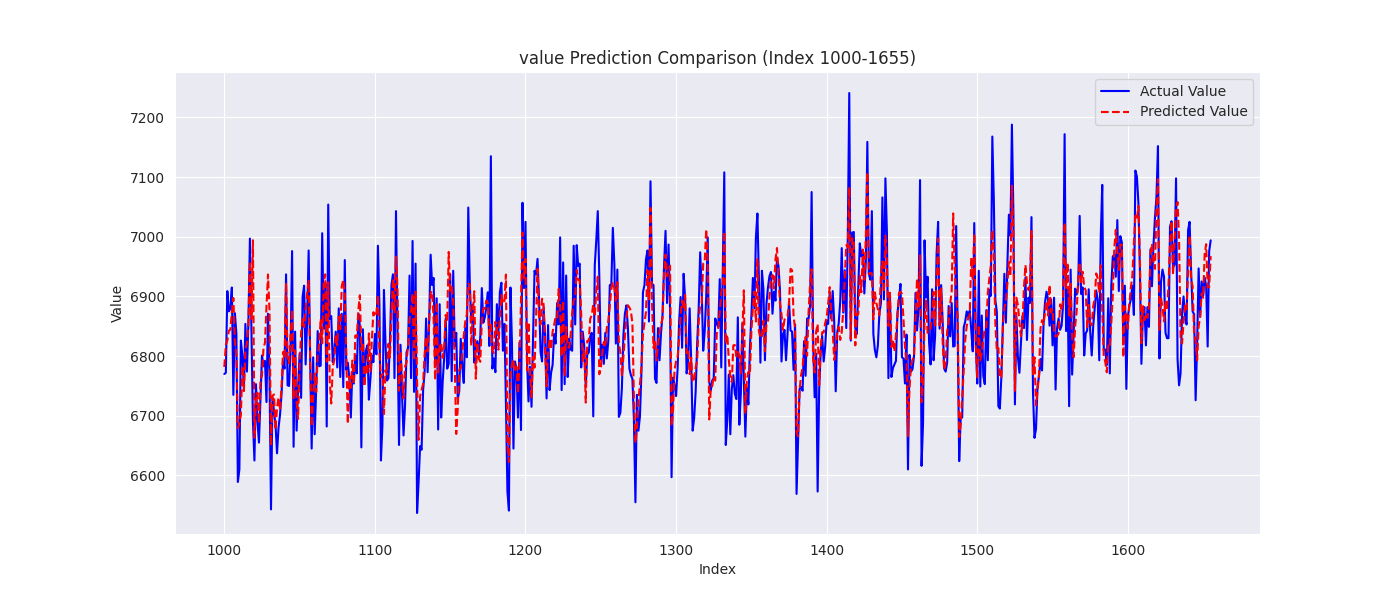 value Prediction Comparison (Index 1000-1655)
Actual Value
Predicted Value
7200
7100
7000
6900
6800
6700
6600
Value
1000 1100 1200 1300 1400 1500 1600
Index